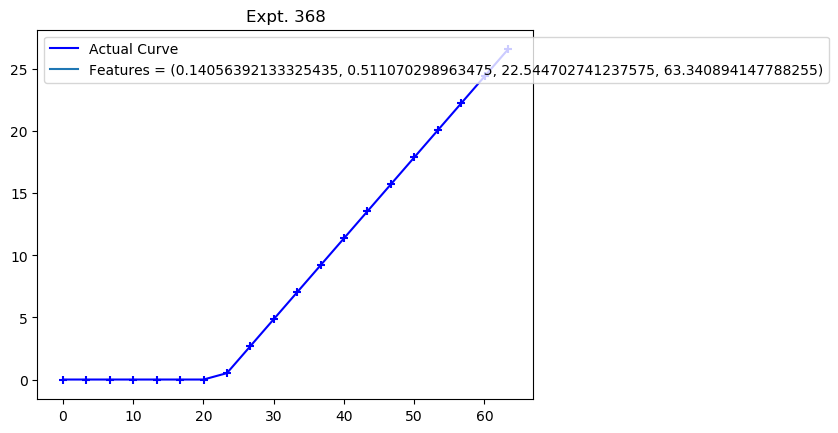 Expt. 368
Actual Curve
Features = (0.14056392133325435, 0.511070298963475, 22.544702741237575, 63.340894147788255)
25
20
15
10
5
0
0 10 20 30 40 50 60